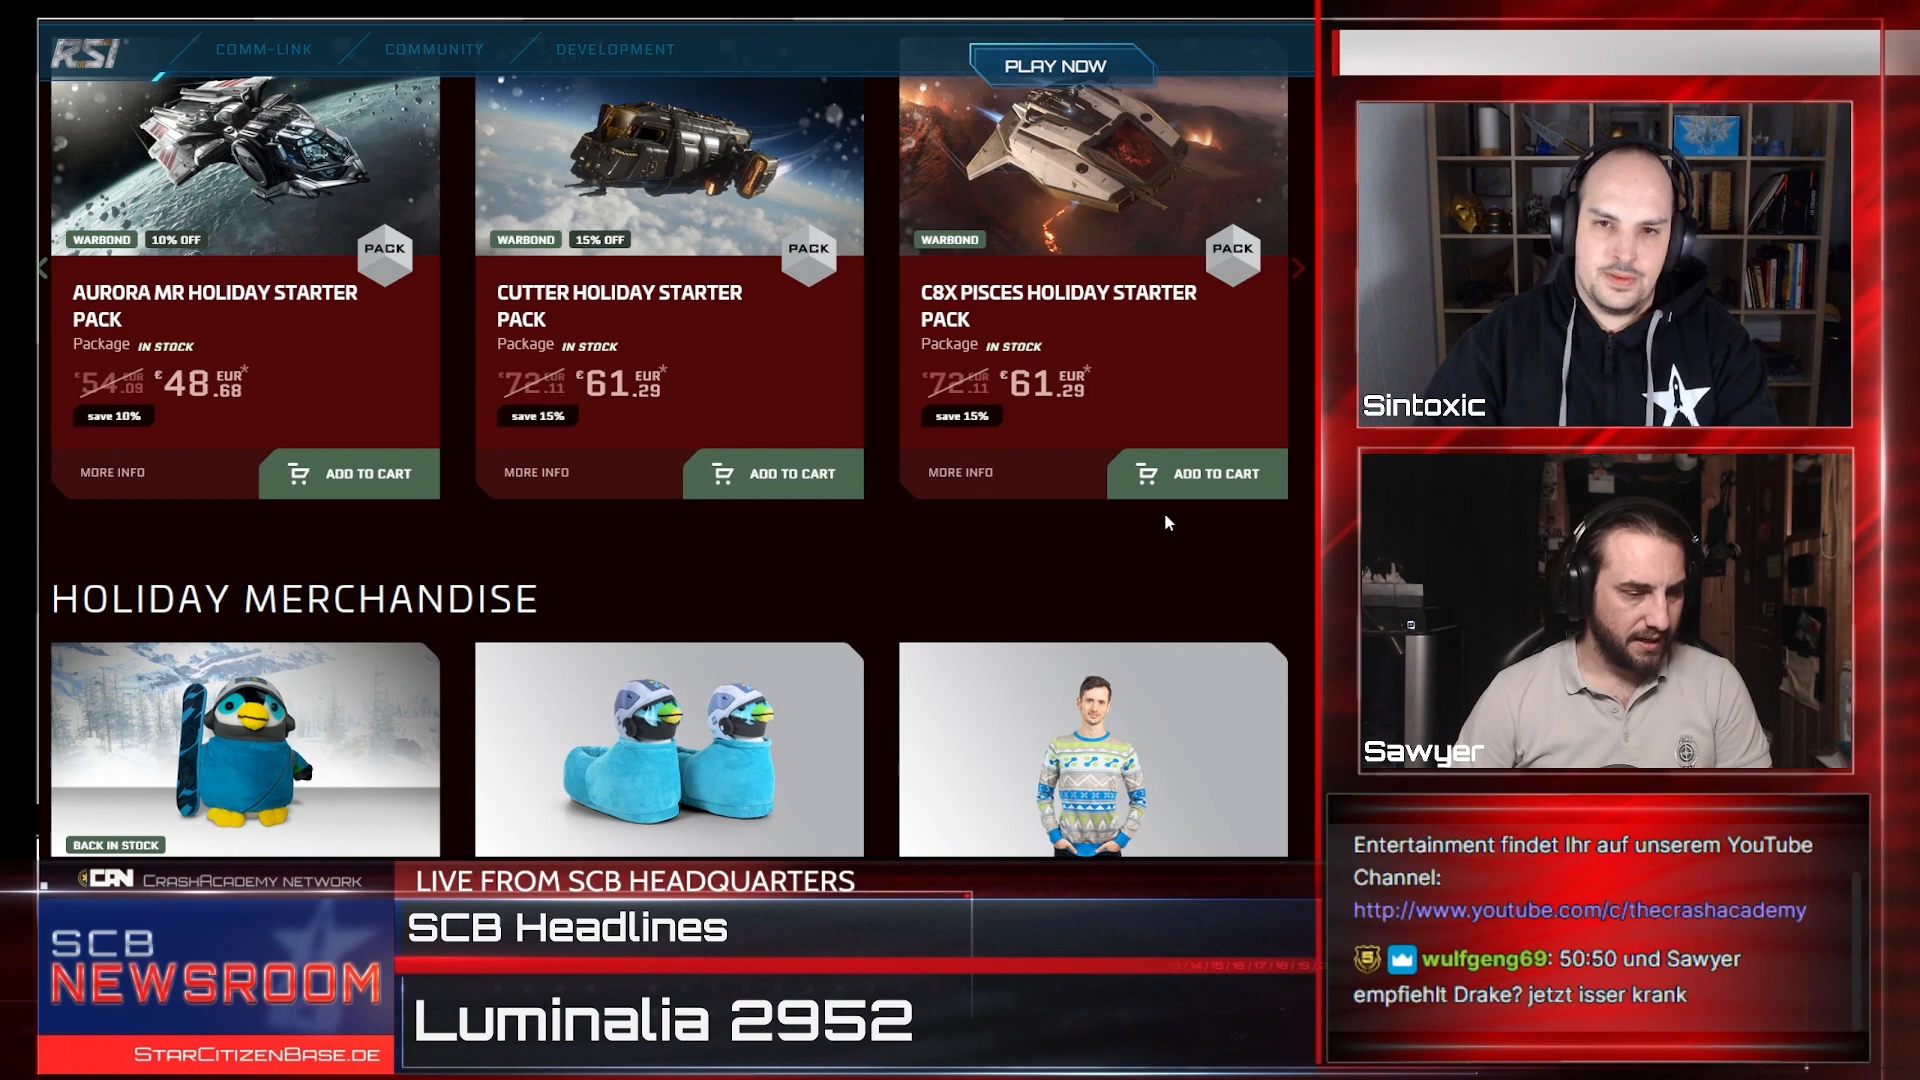 RSI
COMM-LINK
COMMUNITY
DEVELOPMENT
PLAY NOW
WARBOND 10% OFF
PACK
AURORA MR HOLIDAY STARTER
PACK
Package IN STOCK
€54.09 EUR €48.68 EUR*
save 10%
MORE INFO
ADD TO CART
WARBOND 15% OFF
PACK
CUTTER HOLIDAY STARTER
PACK
Package IN STOCK
€72.11 EUR €61.29 EUR*
save 15%
MORE INFO
ADD TO CART
WARBOND
PACK
C8X PISCES HOLIDAY STARTER
PACK
Package IN STOCK
€72.11 EUR €61.29 EUR*
save 15%
MORE INFO
ADD TO CART
HOLIDAY MERCHANDISE
BACK IN STOCK
CAN CRASHACADEMY NETWORK
LIVE FROM SCB HEADQUARTERS
SCB
NEWSROOM
STARCITIZENBASE.DE
SCB Headlines
Luminalia 2952
Sintoxic
Sawyer
Entertainment findet Ihr auf unserem YouTube
Channel:
http://www.youtube.com/c/thecrashacademy
5 wulfgeng69: 50:50 und Sawyer
empfiehlt Drake? jetzt isser krank